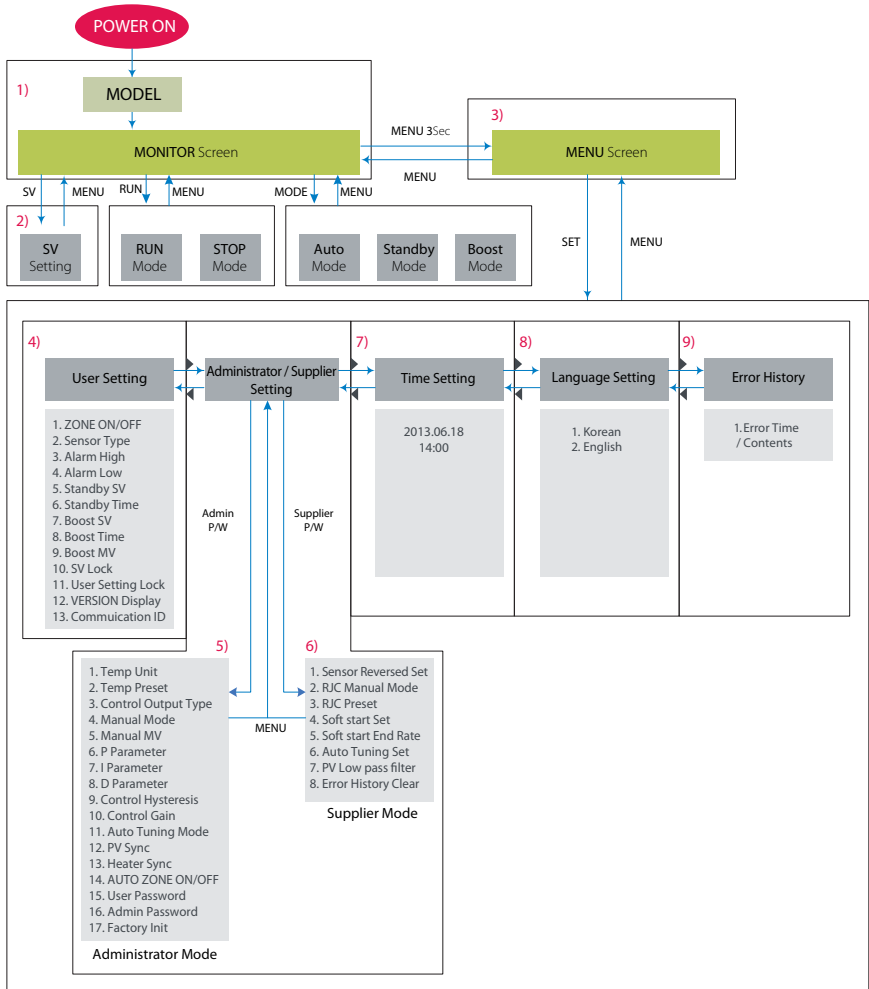 POWER ON
1)
MODEL
MONITOR Screen
MENU 3Sec
MENU
3)
MENU Screen
SV
MENU
RUN
MENU
MODE
MENU
SET
MENU
2)
SV
Setting
RUN
Mode
STOP
Mode
Auto
Mode
Standby
Mode
Boost
Mode
4)
User Setting
1. ZONE ON/OFF
2. Sensor Type
3. Alarm High
4. Alarm Low
5. Standby SV
6. Standby Time
7. Boost SV
8. Boost Time
9. Boost MV
10. SV Lock
11. User Setting Lock
12. VERSION Display
13. Commuication ID
Administrator / Supplier
Setting
Admin
P/W
Supplier
P/W
7)
Time Setting
2013.06.18
14:00
8)
Language Setting
1. Korean
2. English
9)
Error History
1. Error Time
/ Contents
5)
1. Temp Unit
2. Temp Preset
3. Control Output Type
4. Manual Mode
5. Manual MV
6. P Parameter
7. I Parameter
8. D Parameter
9. Control Hysteresis
10. Control Gain
11. Auto Tuning Mode
12. PV Sync
13. Heater Sync
14. AUTO ZONE ON/OFF
15. User Password
16. Admin Password
17. Factory Init
Administrator Mode
MENU
6)
1. Sensor Reversed Set
2. RJC Manual Mode
3. RJC Preset
4. Soft start Set
5. Soft start End Rate
6. Auto Tuning Set
7. PV Low pass filter
8. Error History Clear
Supplier Mode